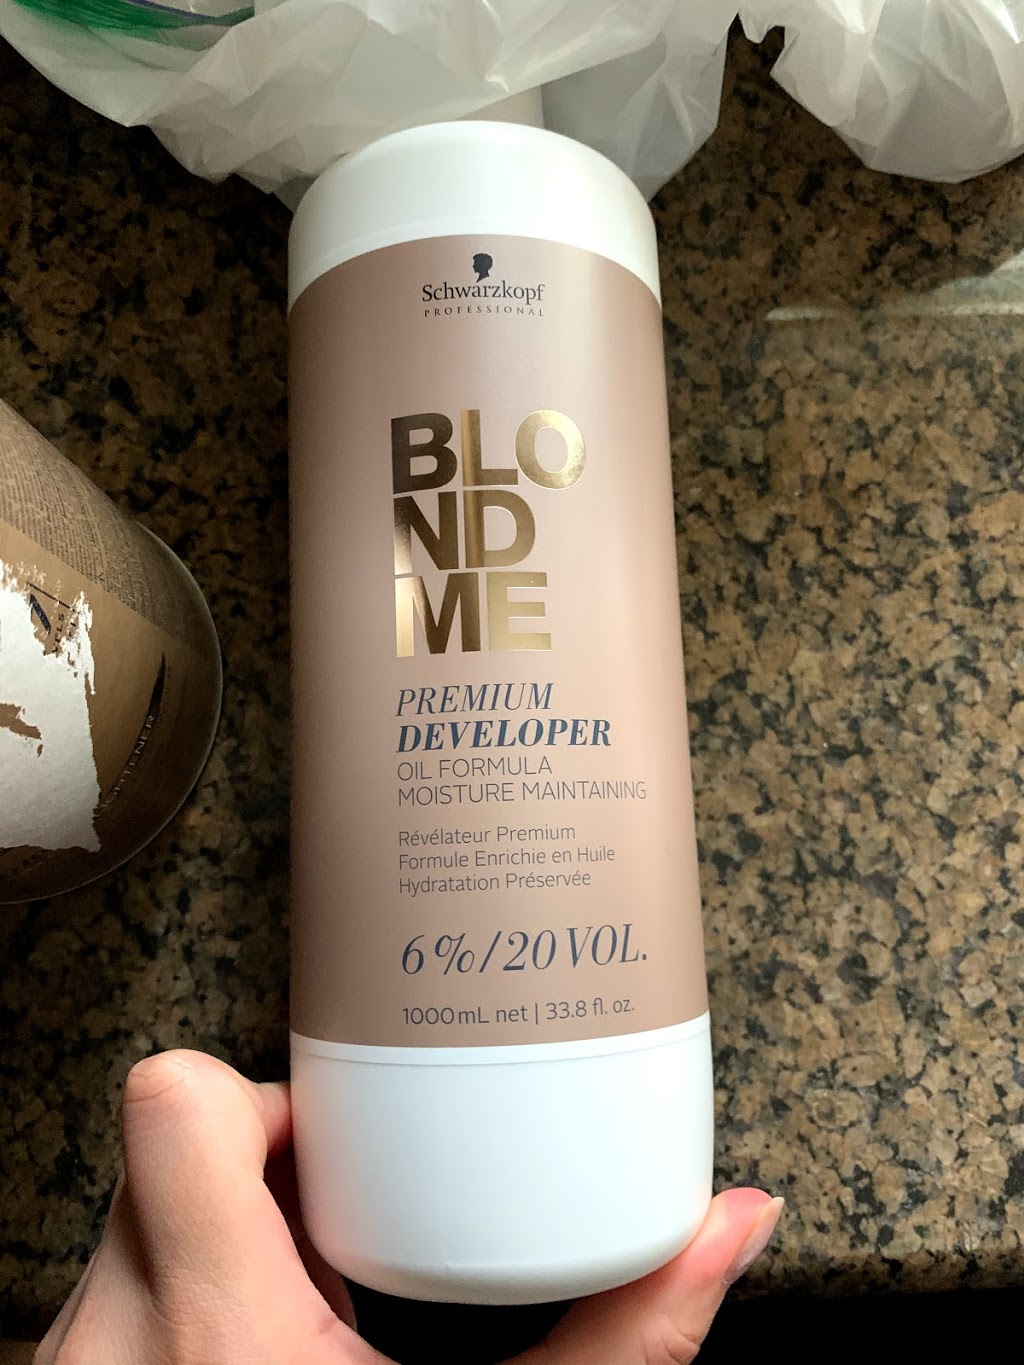 Schwarzkopf
PROFESSIONAL
BLO
ND
ME
PREMIUM
DEVELOPER
OIL FORMULA
MOISTURE MAINTAINING
Révélateur Premium
Formule Enrichie en Huile
Hydratation Préservée
6%/20 VOL.
1000mL net | 33.8 fl. oz.